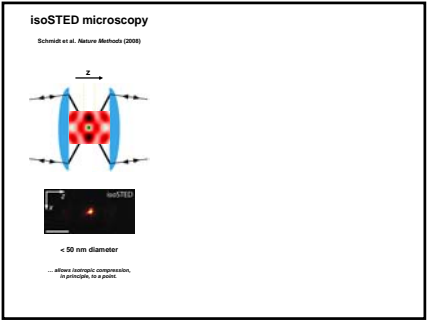 isoSTED microscopy
Schmidt et al. Nature Methods (2008)
z
isoSTED
z
x
< 50 nm diameter
... allows isotropic compression,
in principle, to a point.